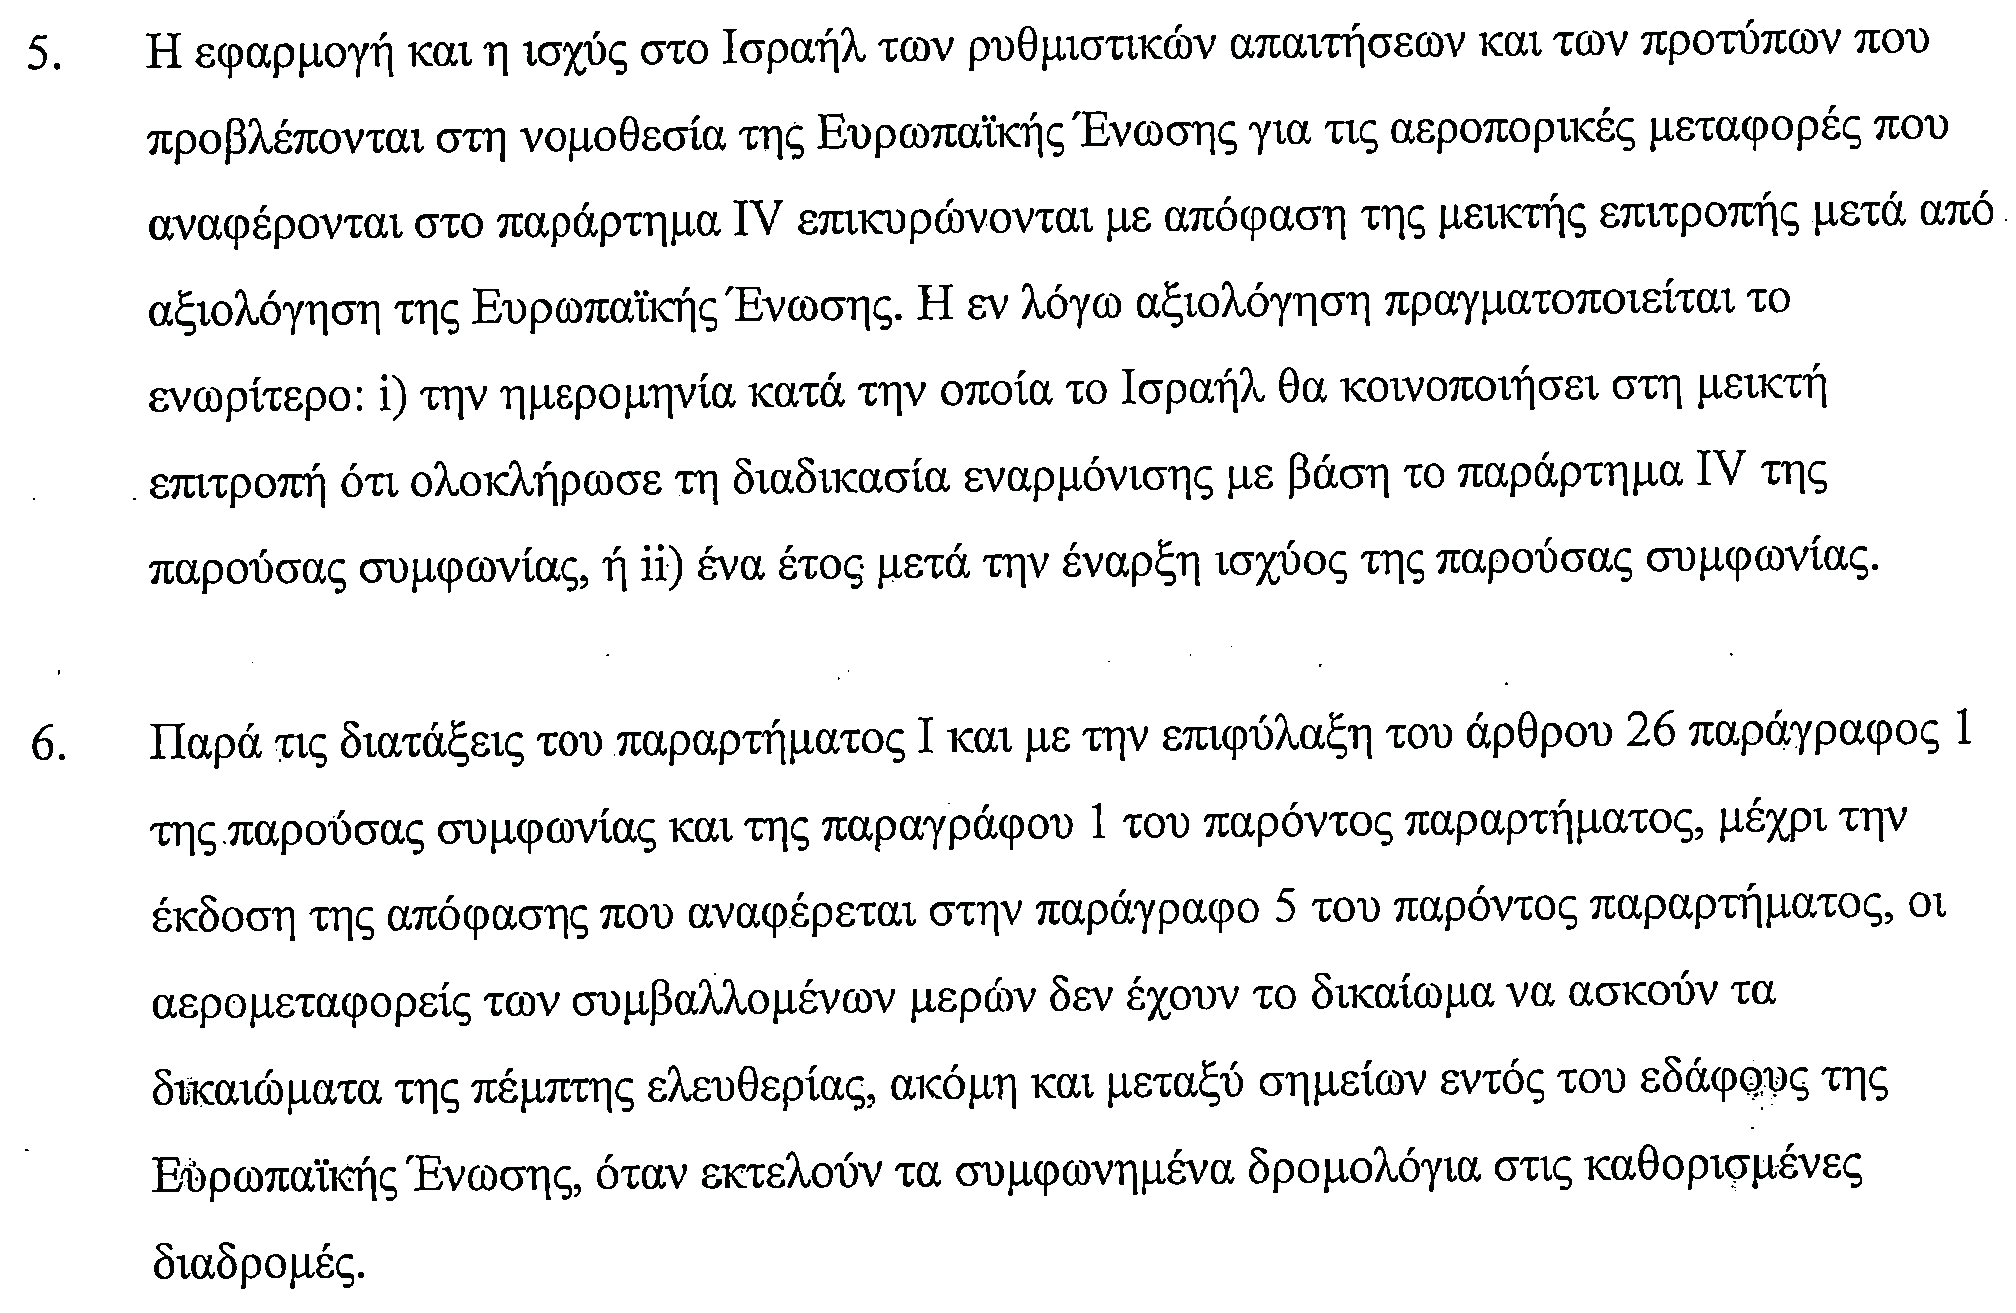 5. Η εφαρμογή και η ισχύς στο Ισραήλ των ρυθμιστικών απαιτήσεων και των προτύπων που
προβλέπονται στη νομοθεσία της Ευρωπαϊκής Ένωσης για τις αεροπορικές μεταφορές που
αναφέρονται στο παράρτημα IV επικυρώνονται με απόφαση της μεικτής επιτροπής μετά από
αξιολόγηση της Ευρωπαϊκής Ένωσης. Η εν λόγω αξιολόγηση πραγματοποιείται το
ενωρίτερο: i) την ημερομηνία κατά την οποία το Ισραήλ θα κοινοποιήσει στη μεικτή
επιτροπή ότι ολοκλήρωσε τη διαδικασία εναρμόνισης με βάση το παράρτημα IV της
παρούσας συμφωνίας, ή ii) ένα έτος μετά την έναρξη ισχύος της παρούσας συμφωνίας.
6. Παρά τις διατάξεις του παραρτήματος I και με την επιφύλαξη του άρθρου 26 παράγραφος 1
της παρούσας συμφωνίας και της παραγράφου 1 του παρόντος παραρτήματος, μέχρι την
έκδοση της απόφασης που αναφέρεται στην παράγραφο 5 του παρόντος παραρτήματος, οι
αερομεταφορείς των συμβαλλομένων μερών δεν έχουν το δικαίωμα να ασκούν τα
δικαιώματα της πέμπτης ελευθερίας, ακόμη και μεταξύ σημείων εντός του εδάφους της
Ευρωπαϊκής Ένωσης, όταν εκτελούν τα συμφωνημένα δρομολόγια στις καθορισμένες
διαδρομές.